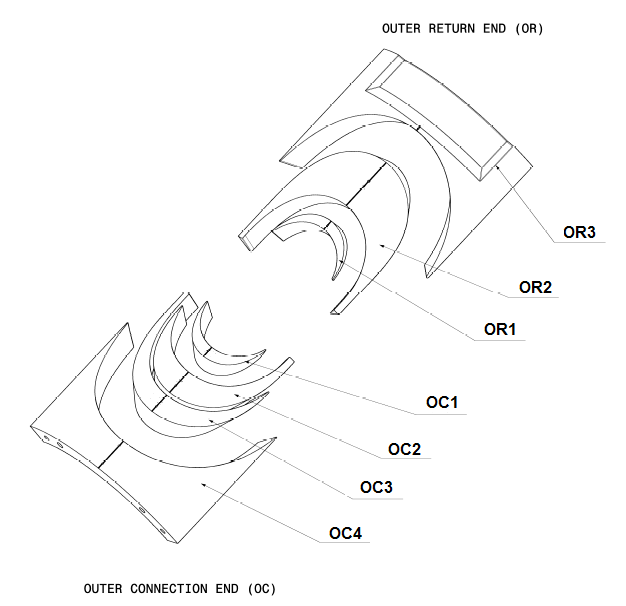 OUTER RETURN END (OR)
OR3
OR2
OR1
OC1
OC2
OC3
OC4
OUTER CONNECTION END (OC)